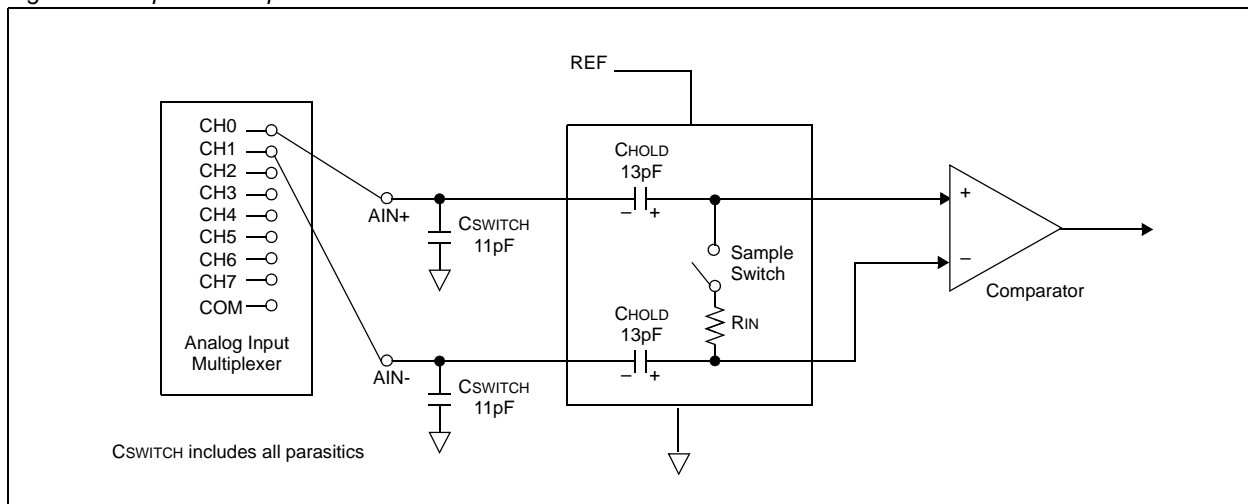 REF
CH0
CH1
CH2
CH3
CH4
CH5
CH6
CH7
COM
Analog Input
Multiplexer
AIN+
CSWITCH
11pF
AIN-
CSWITCH
11pF
CHOLD
13pF
– +
Sample
Switch
RIN
CHOLD
13pF
– +
+
–
Comparator
CSWITCH includes all parasitics